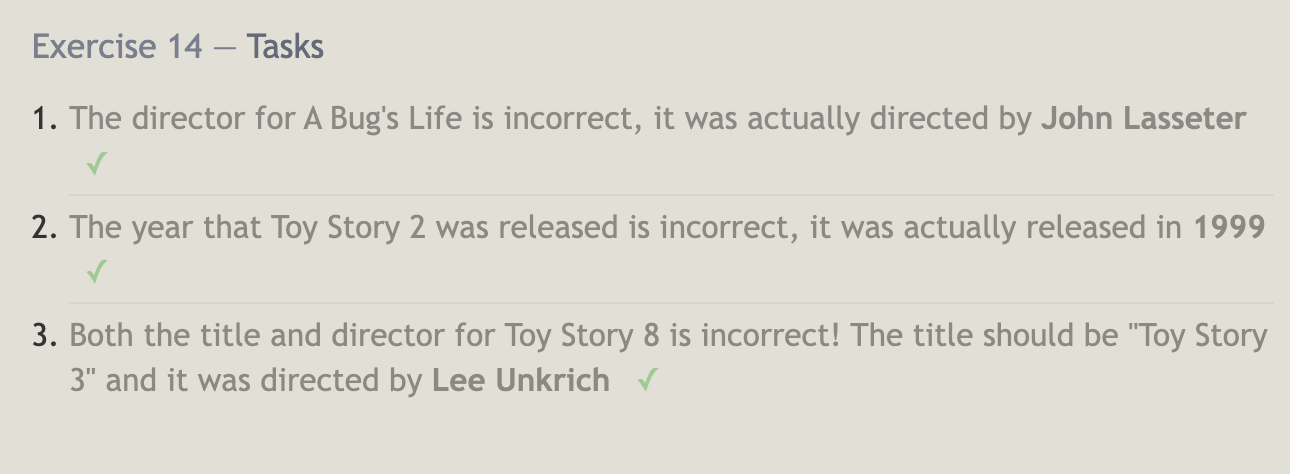 Exercise 14 — Tasks
1. The director for A Bug's Life is incorrect, it was actually directed by John Lasseter
✓
2. The year that Toy Story 2 was released is incorrect, it was actually released in 1999
✓
3. Both the title and director for Toy Story 8 is incorrect! The title should be "Toy Story
3" and it was directed by Lee Unkrich ✓